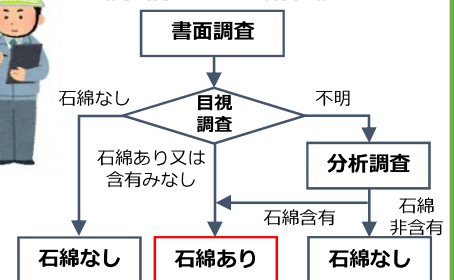 書面調査
石綿なし
目視
調査
不明
石綿あり又は
含有みなし
分析調査
石綿含有
石綿
非含有
石綿なし
石綿あり
石綿なし